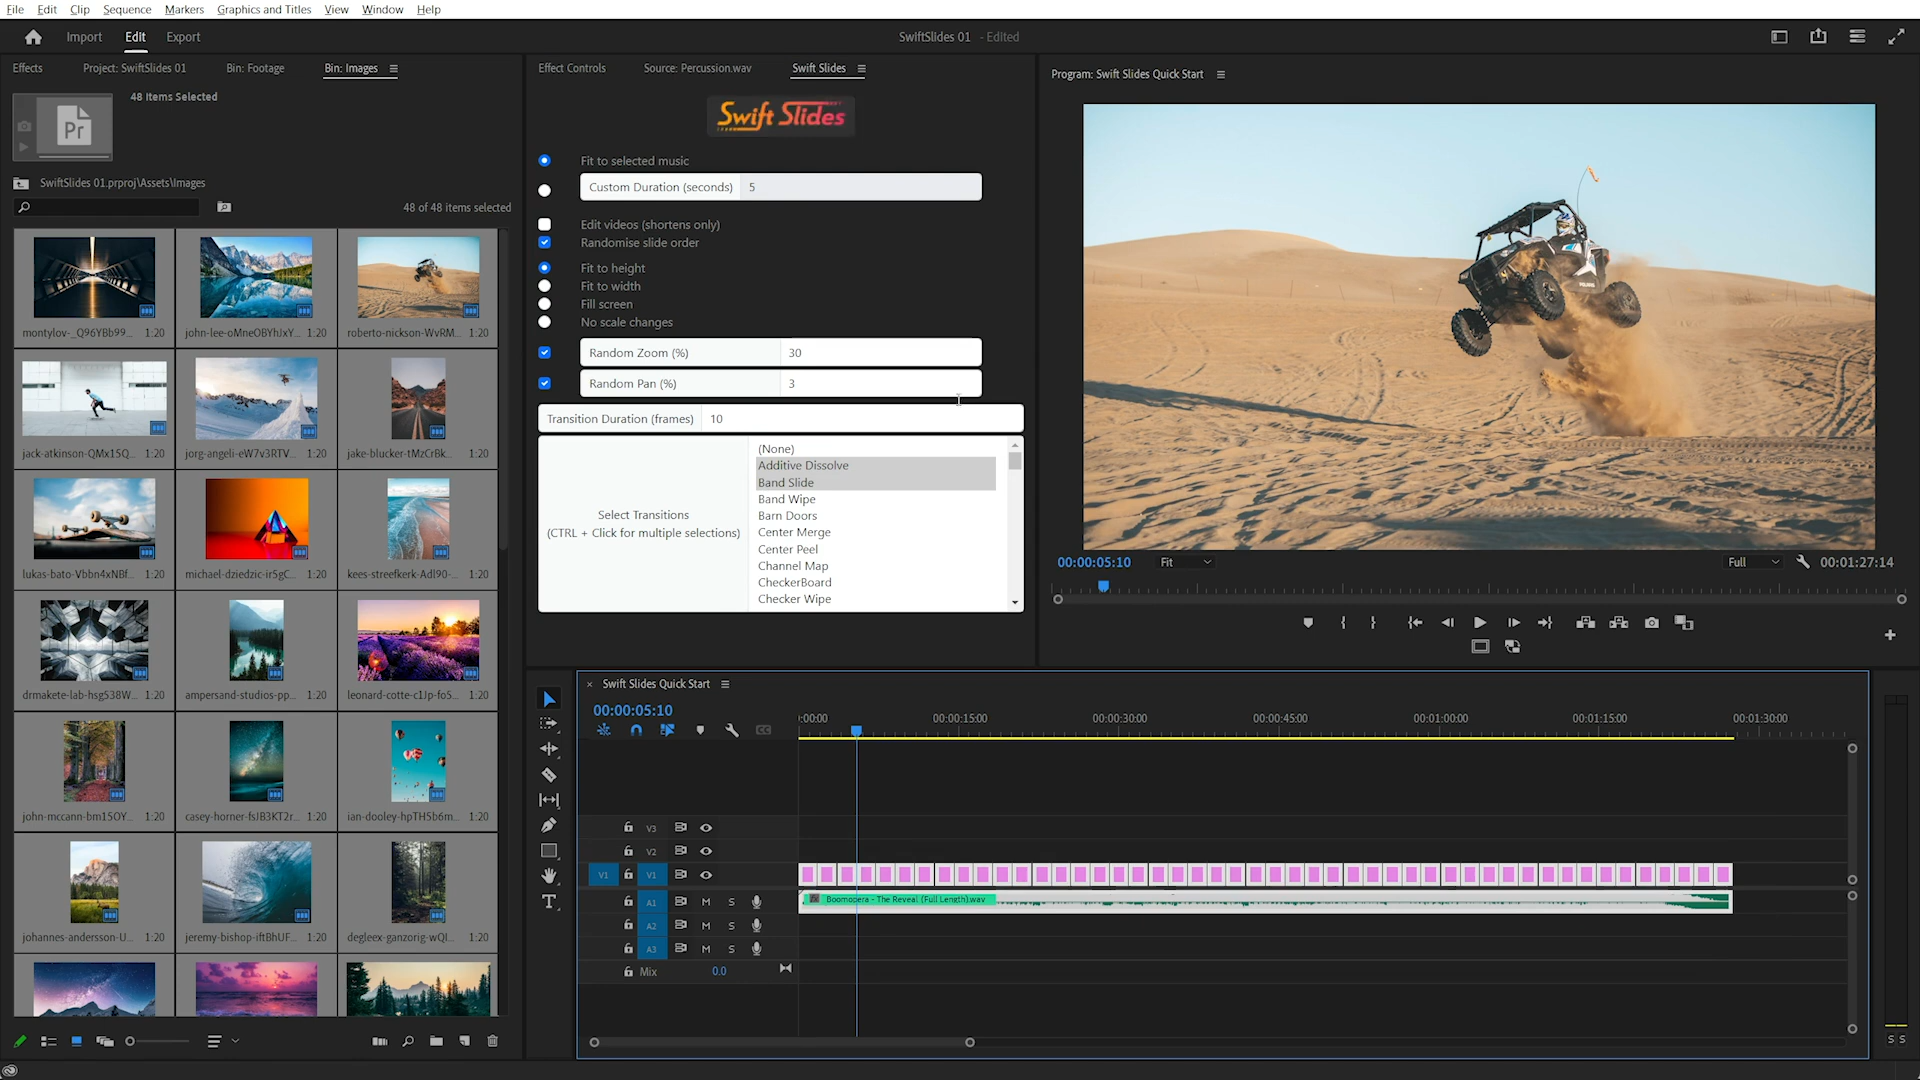 File Edit Clip Sequence Markers Graphics and Titles View Window Help
Import Edit Export
SwiftSlides 01 - Edited
Effects Project: SwiftSlides 01 Bin: Footage Bin: Images
48 Items Selected
Pr
SwiftSlides 01.prproj\Assets\Images
48 of 48 items selected
montylov-_Q96YBb99... 1:20
john-lee-oMneOBYhJxY... 1:20
roberto-nickson-WvRM... 1:20
jack-atkinson-QMx15Q... 1:20
jorg-angeli-eW7v3RTV... 1:20
jake-blucker-tMzCrBk... 1:20
lukas-bato-Vbbn4xNBf... 1:20
michael-dziedzic-ir5gC... 1:20
kees-streefkerk-Adl90-... 1:20
drmakete-lab-hsg538W... 1:20
ampersand-studios-pp... 1:20
leonard-cotte-c1Jp-fo5... 1:20
john-mccann-bm15OY... 1:20
casey-horner-fsJB3KT2r... 1:20
ian-dooley-hpTH5b6m... 1:20
johannes-andersson-U... 1:20
jeremy-bishop-iftBhUF... 1:20
degleex-ganzorig-wQI... 1:20
Effect Controls Source: Percussion.wav Swift Slides
Swift Slides
Fit to selected music
Custom Duration (seconds) 5
Edit videos (shortens only)
Randomise slide order
Fit to height
Fit to width
Fill screen
No scale changes
Random Zoom (%) 30
Random Pan (%) 3
Transition Duration (frames) 10
Select Transitions
(CTRL + Click for multiple selections)
(None)
Additive Dissolve
Band Slide
Band Wipe
Barn Doors
Center Merge
Center Peel
Channel Map
CheckerBoard
Checker Wipe
Program: Swift Slides Quick Start
00:00:05:10 Fit Full 00:01:27:14
× Swift Slides Quick Start
00:00:05:10
:00:00 00:00:15:00 00:00:30:00 00:00:45:00 00:01:00:00 00:01:15:00 00:01:30:00
V3
V2
V1 V1
A1 M S
fx Boomopera - The Reveal (Full Length).wav
A2 M S
A3 M S
Mix 0.0
S S